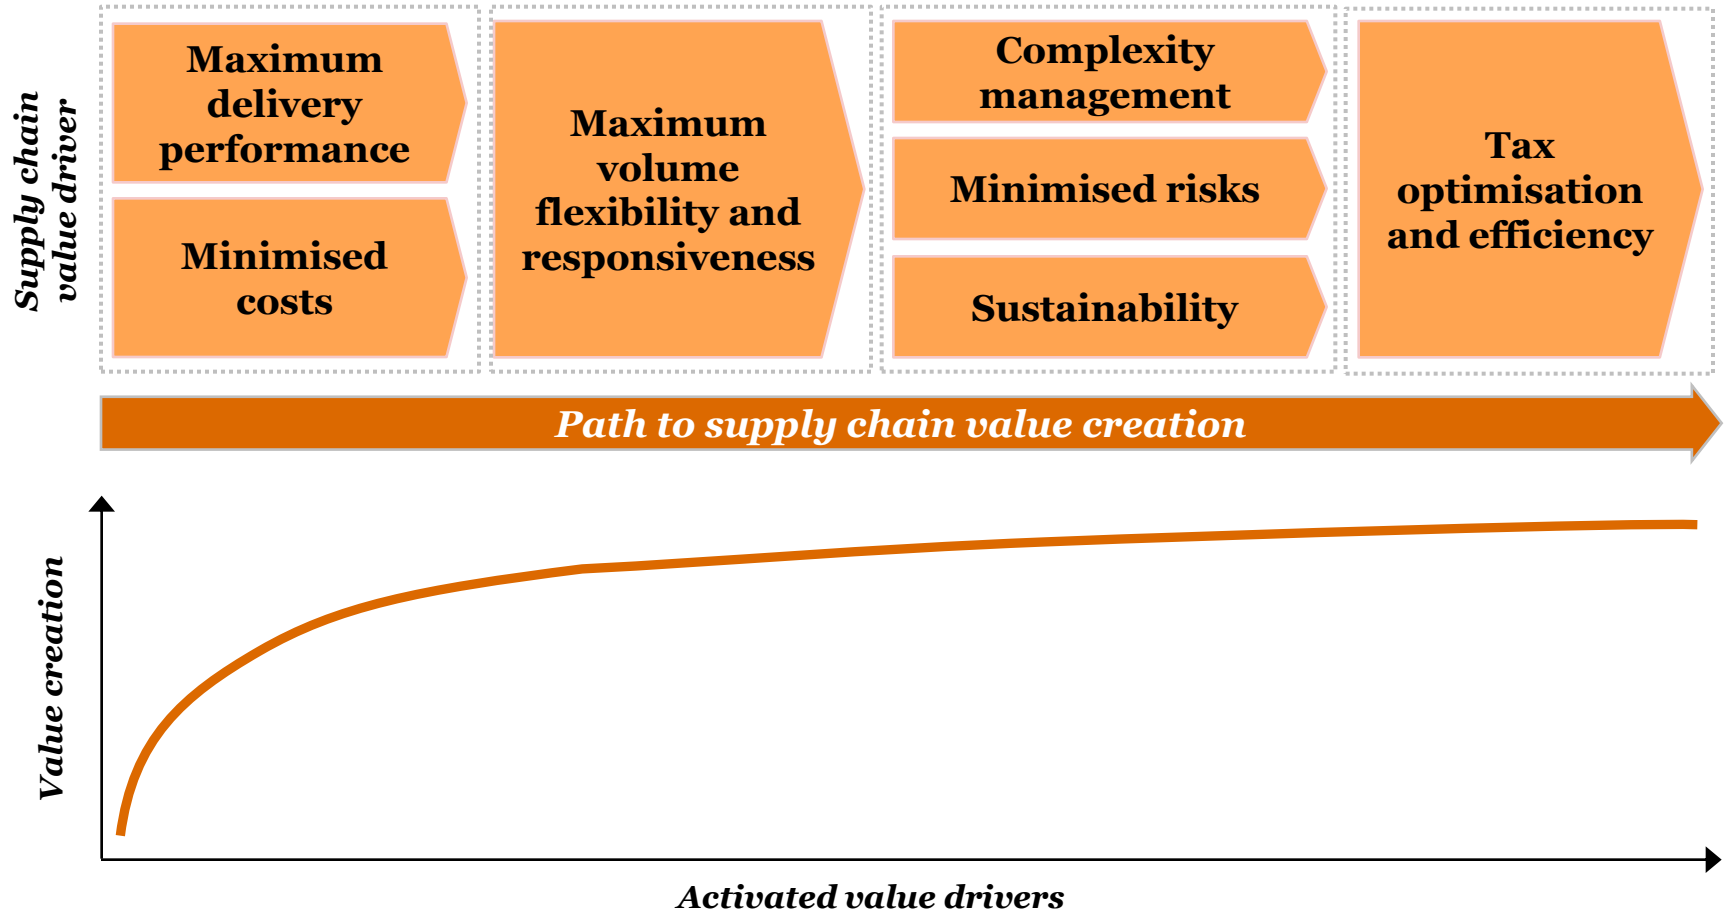 Supply chain
value driver
Maximum
delivery
performance
Minimised
costs
Maximum
volume
flexibility and
responsiveness
Complexity
management
Minimised risks
Sustainability
Tax
optimisation
and efficiency
Path to supply chain value creation
Value creation
Activated value drivers